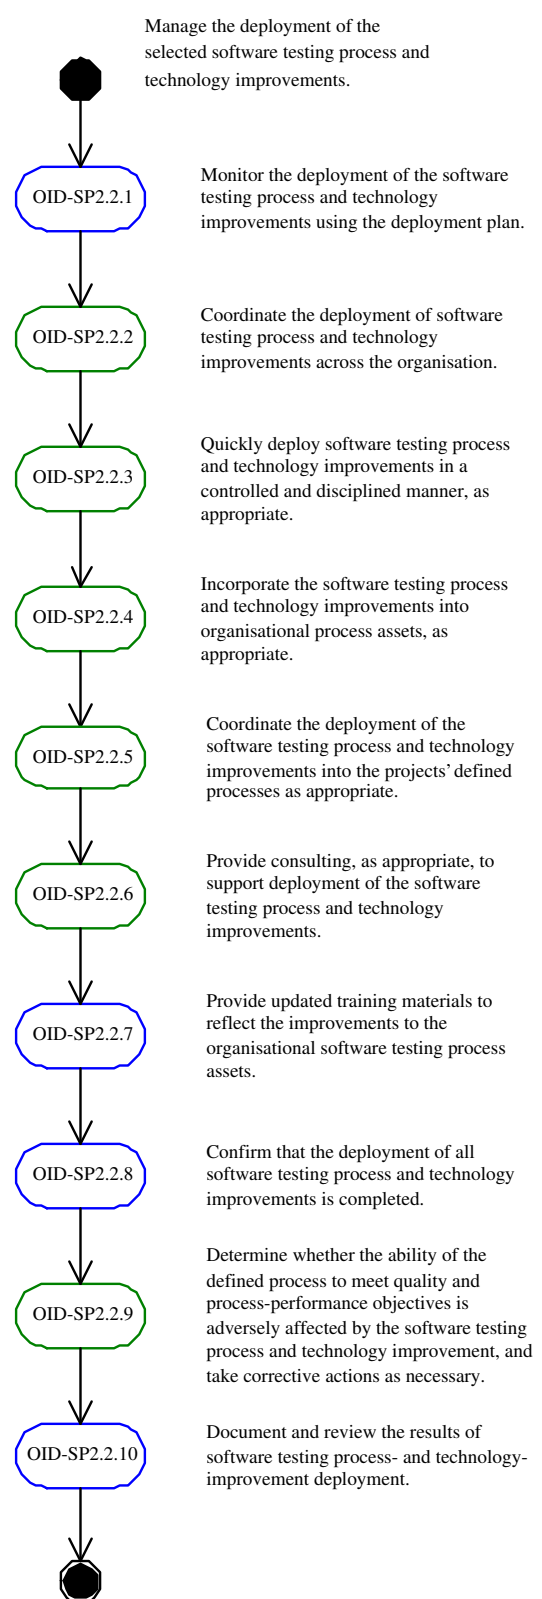 Manage the deployment of the
selected software testing process and
technology improvements.
OID-SP2.2.1
Monitor the deployment of the software
testing process and technology
improvements using the deployment plan.
OID-SP2.2.2
Coordinate the deployment of software
testing process and technology
improvements across the organisation.
OID-SP2.2.3
Quickly deploy software testing process
and technology improvements in a
controlled and disciplined manner, as
appropriate.
OID-SP2.2.4
Incorporate the software testing process
and technology improvements into
organisational process assets, as
appropriate.
OID-SP2.2.5
Coordinate the deployment of the
software testing process and technology
improvements into the projects' defined
processes as appropriate.
OID-SP2.2.6
Provide consulting, as appropriate, to
support deployment of the software
testing process and technology
improvements.
OID-SP2.2.7
Provide updated training materials to
reflect the improvements to the
organisational software testing process
assets.
OID-SP2.2.8
Confirm that the deployment of all
software testing process and technology
improvements is completed.
OID-SP2.2.9
Determine whether the ability of the
defined process to meet quality and
process-performance objectives is
adversely affected by the software testing
process and technology improvement, and
take corrective actions as necessary.
OID-SP2.2.10
Document and review the results of
software testing process- and technology-
improvement deployment.